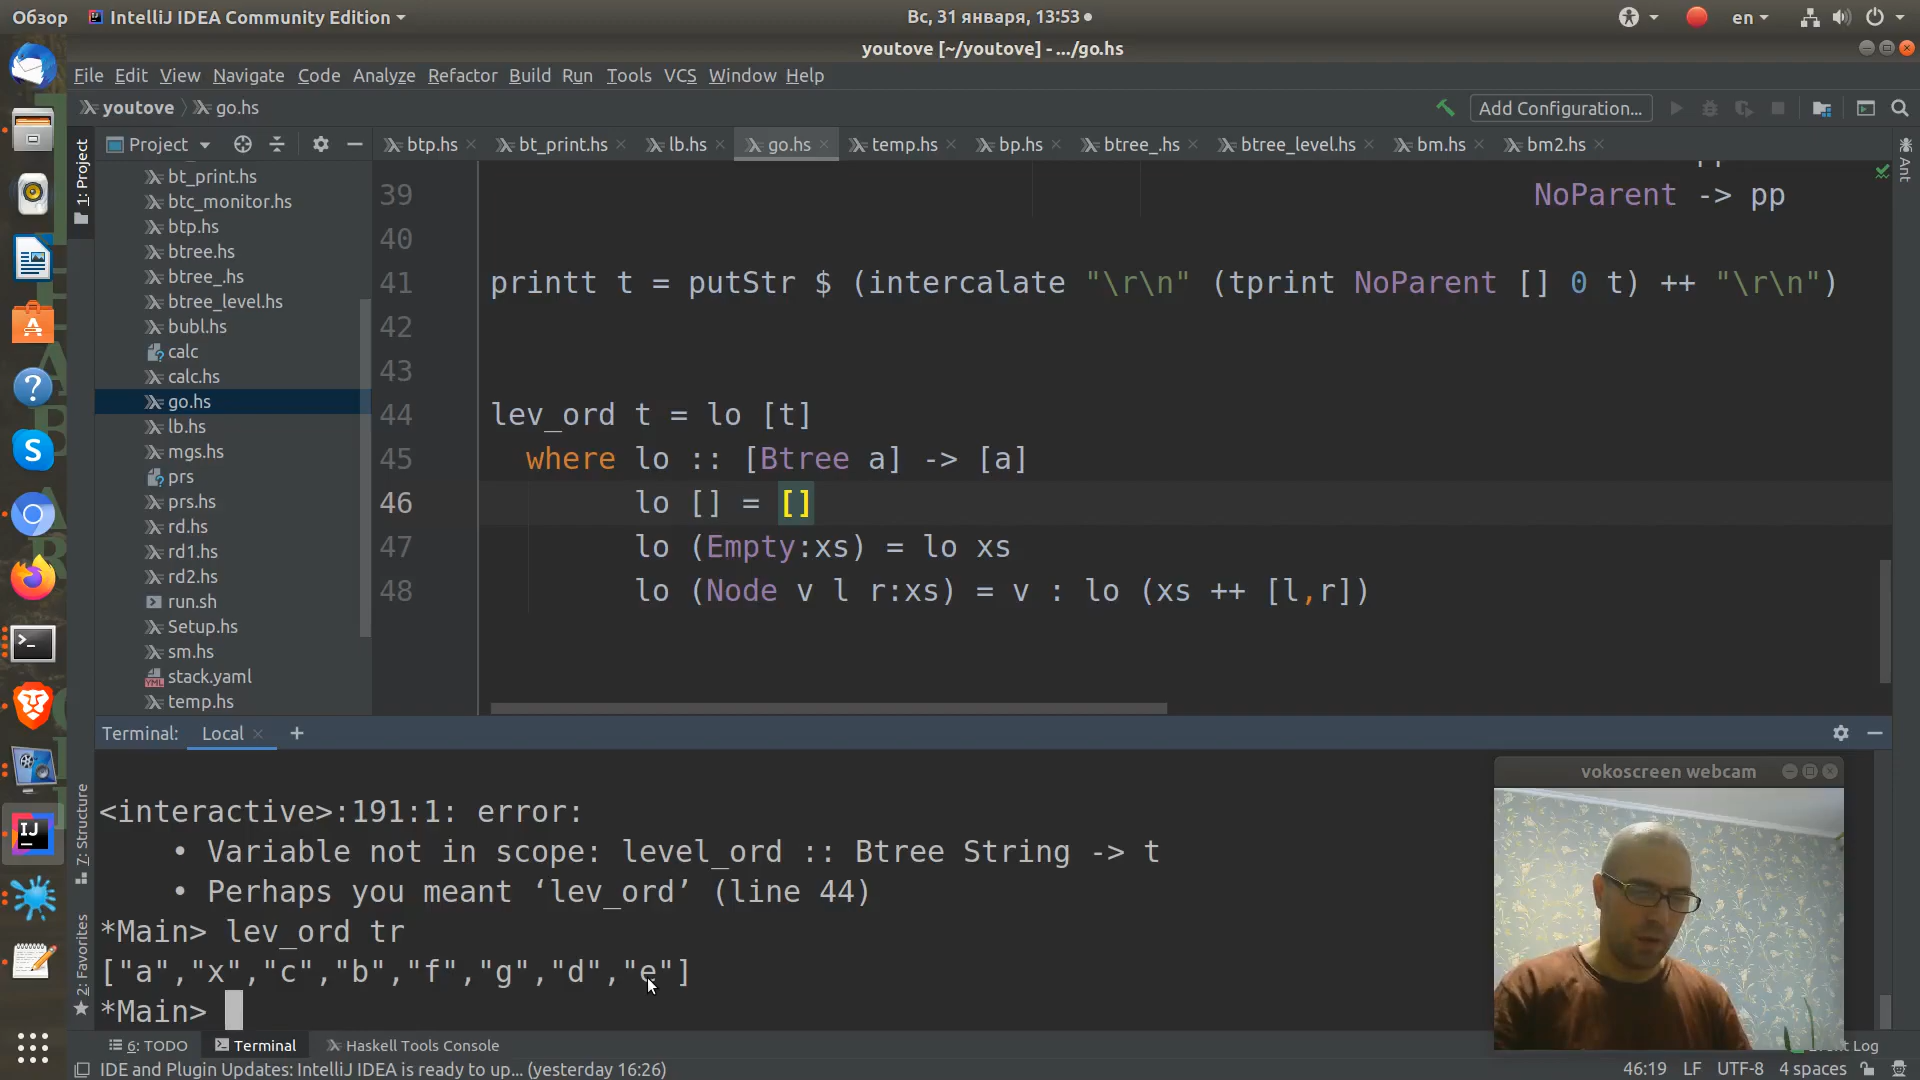 Обзор
IntelliJ IDEA Community Edition
Вс, 31 января, 13:53
en
youtove [~/youtove] - .../go.hs
File Edit View Navigate Code Analyze Refactor Build Run Tools VCS Window Help
youtove
go.hs
Add Configuration...
1: Project
Project
btp.hs
bt_print.hs
lb.hs
go.hs
temp.hs
bp.hs
btree_.hs
btree_level.hs
bm.hs
bm2.hs
Ant
bt_print.hs
btc_monitor.hs
btp.hs
btree.hs
btree_.hs
btree_level.hs
bubl.hs
calc
calc.hs
go.hs
lb.hs
mgs.hs
prs
prs.hs
rd.hs
rd1.hs
rd2.hs
run.sh
Setup.hs
sm.hs
stack.yaml
temp.hs
39 NoParent -> pp
40
41 printt t = putStr $ (intercalate "\r\n" (tprint NoParent [] 0 t) ++ "\r\n")
42
43
44 lev_ord t = lo [t]
45 where lo :: [Btree a] -> [a]
46 lo [] = []
47 lo (Empty:xs) = lo xs
48 lo (Node v l r:xs) = v : lo (xs ++ [l,r])
Terminal: Local
7: Structure
2: Favorites
<interactive>:191:1: error:
• Variable not in scope: level_ord :: Btree String -> t
• Perhaps you meant ‘lev_ord’ (line 44)
*Main> lev_ord tr
["a","x","c","b","f","g","d","e"]
*Main>
vokoscreen webcam
6: TODO
Terminal
Haskell Tools Console
Event Log
IDE and Plugin Updates: IntelliJ IDEA is ready to up... (yesterday 16:26)
46:19 LF UTF-8 4 spaces